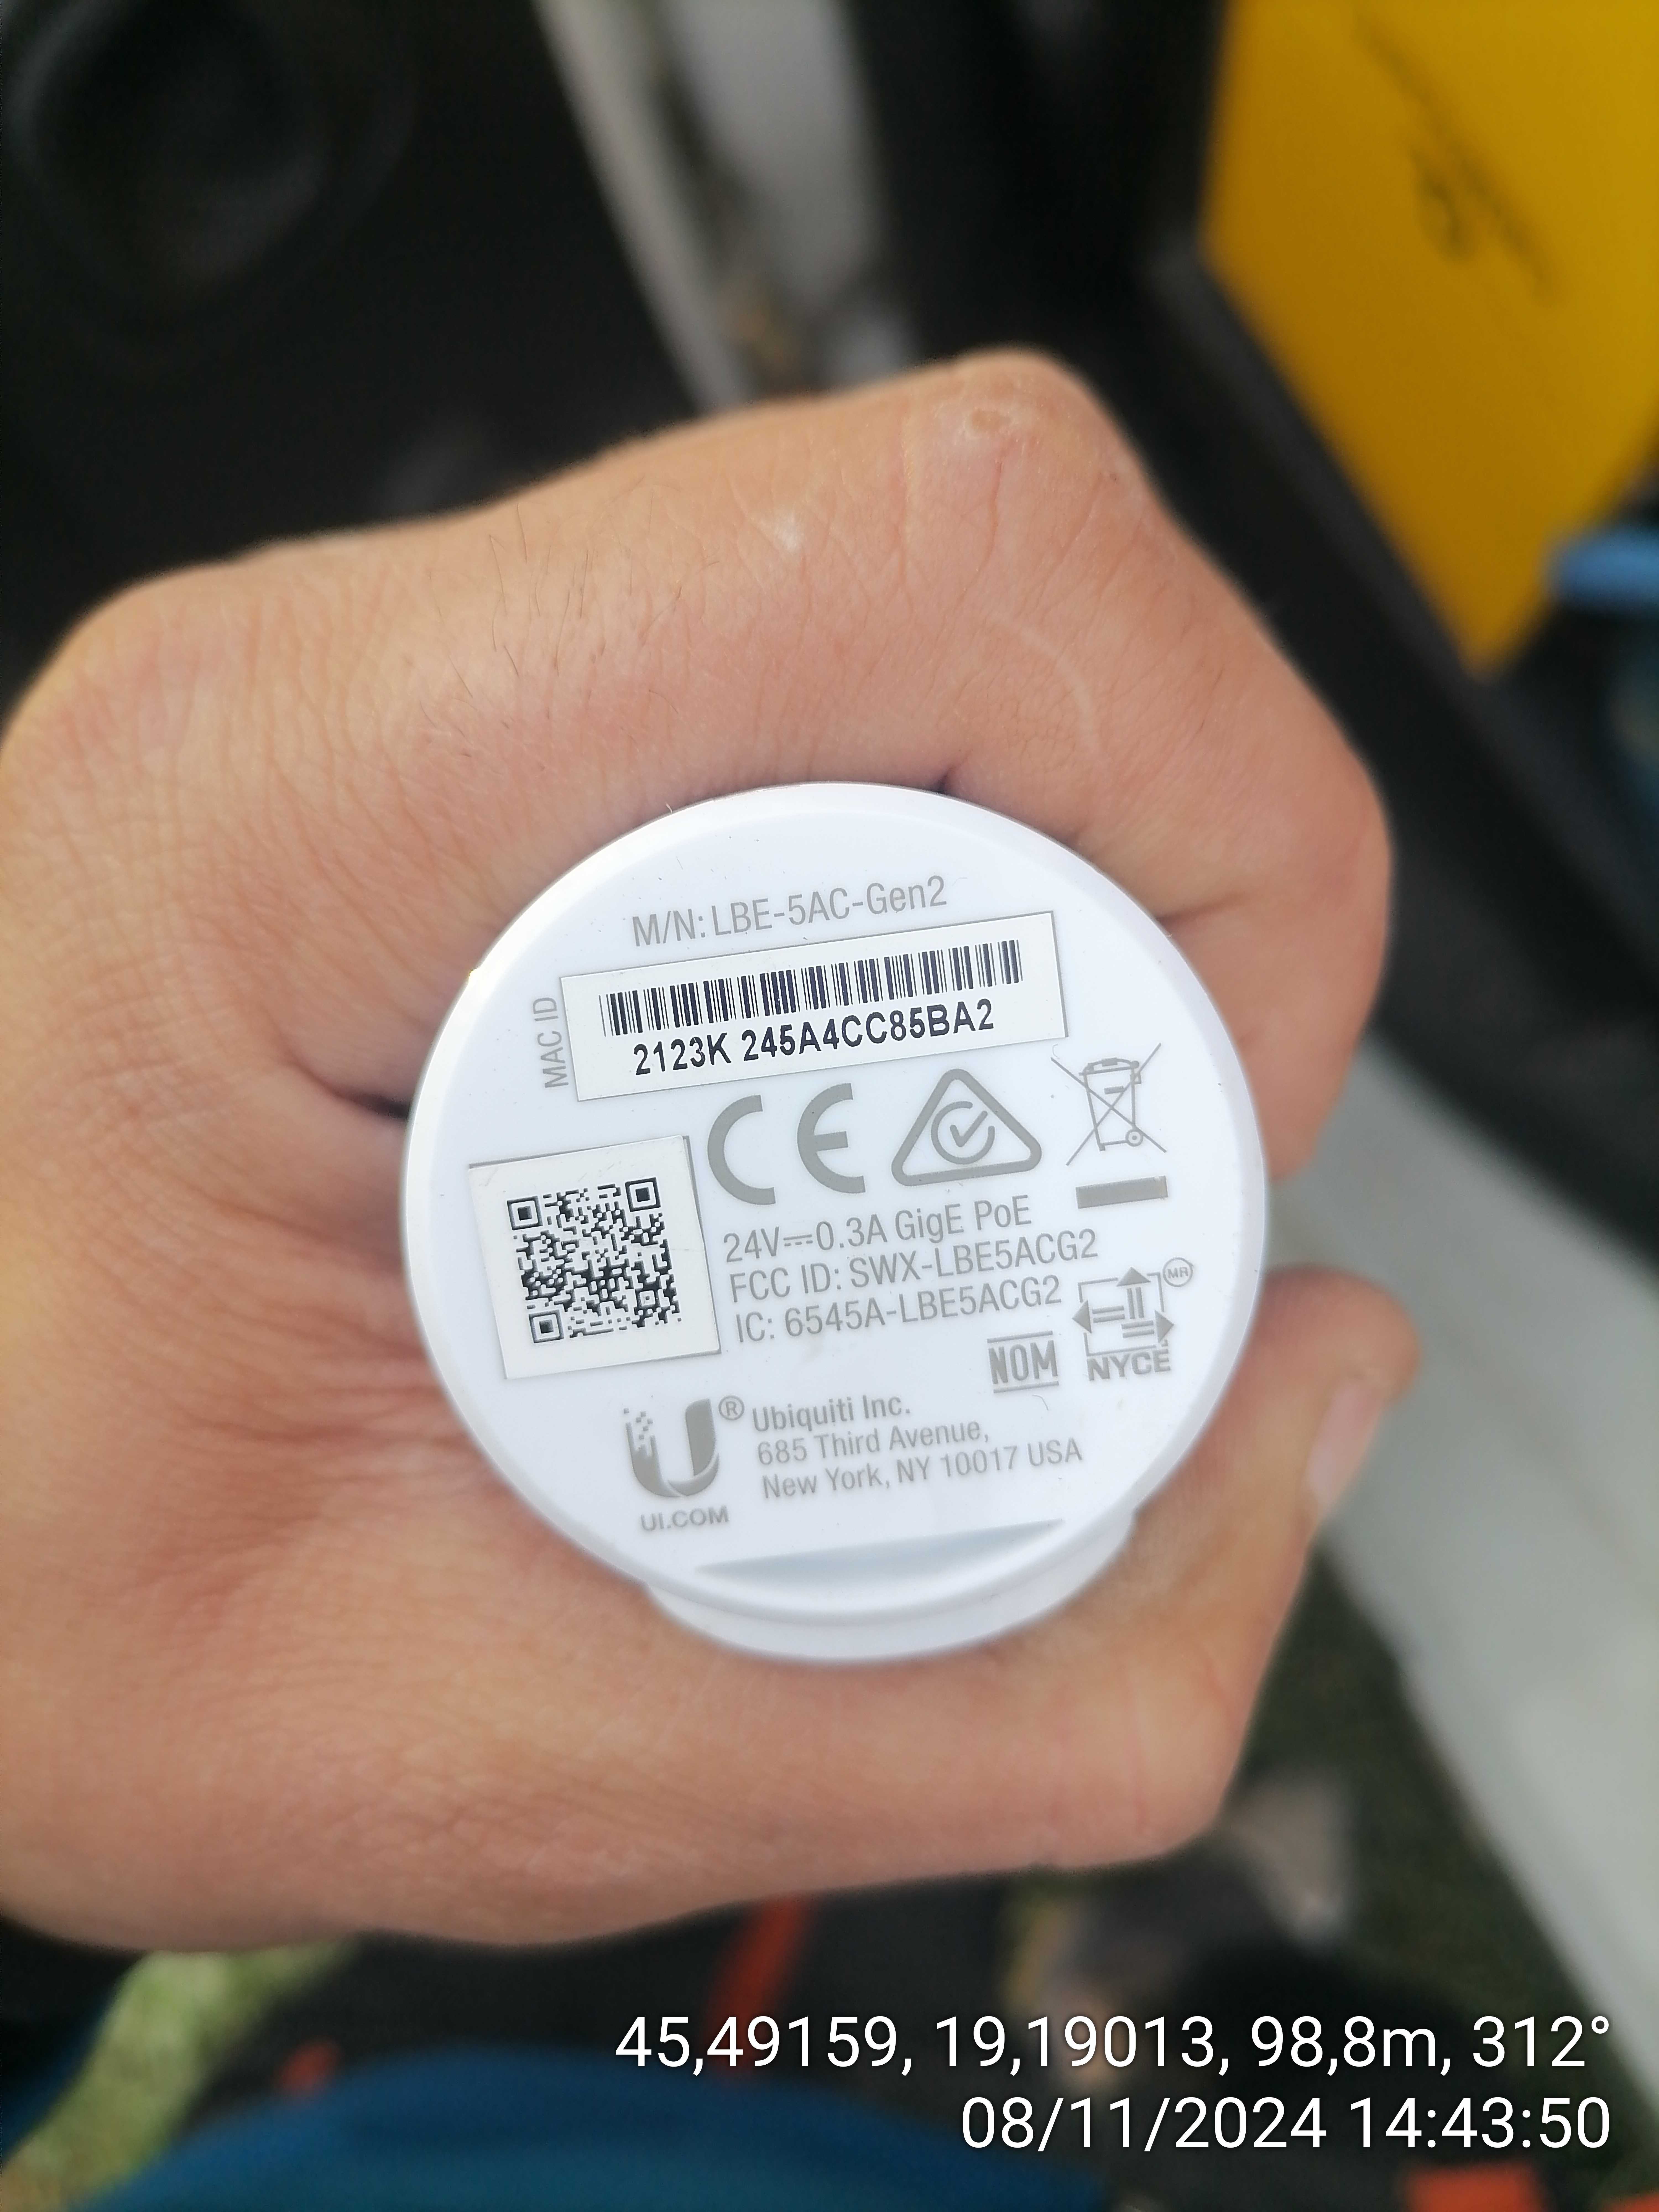 M/N: LBE-5AC-Gen2
MAC ID
2123K 245A4CC85BA2
CE
24V⎓0.3A GigE PoE
FCC ID: SWX-LBE5ACG2
IC: 6545A-LBE5ACG2
NOM
NYCE
MR
U®
UI.COM
Ubiquiti Inc.
685 Third Avenue,
New York, NY 10017 USA
45,49159, 19,19013, 98,8m, 312°
08/11/2024 14:43:50